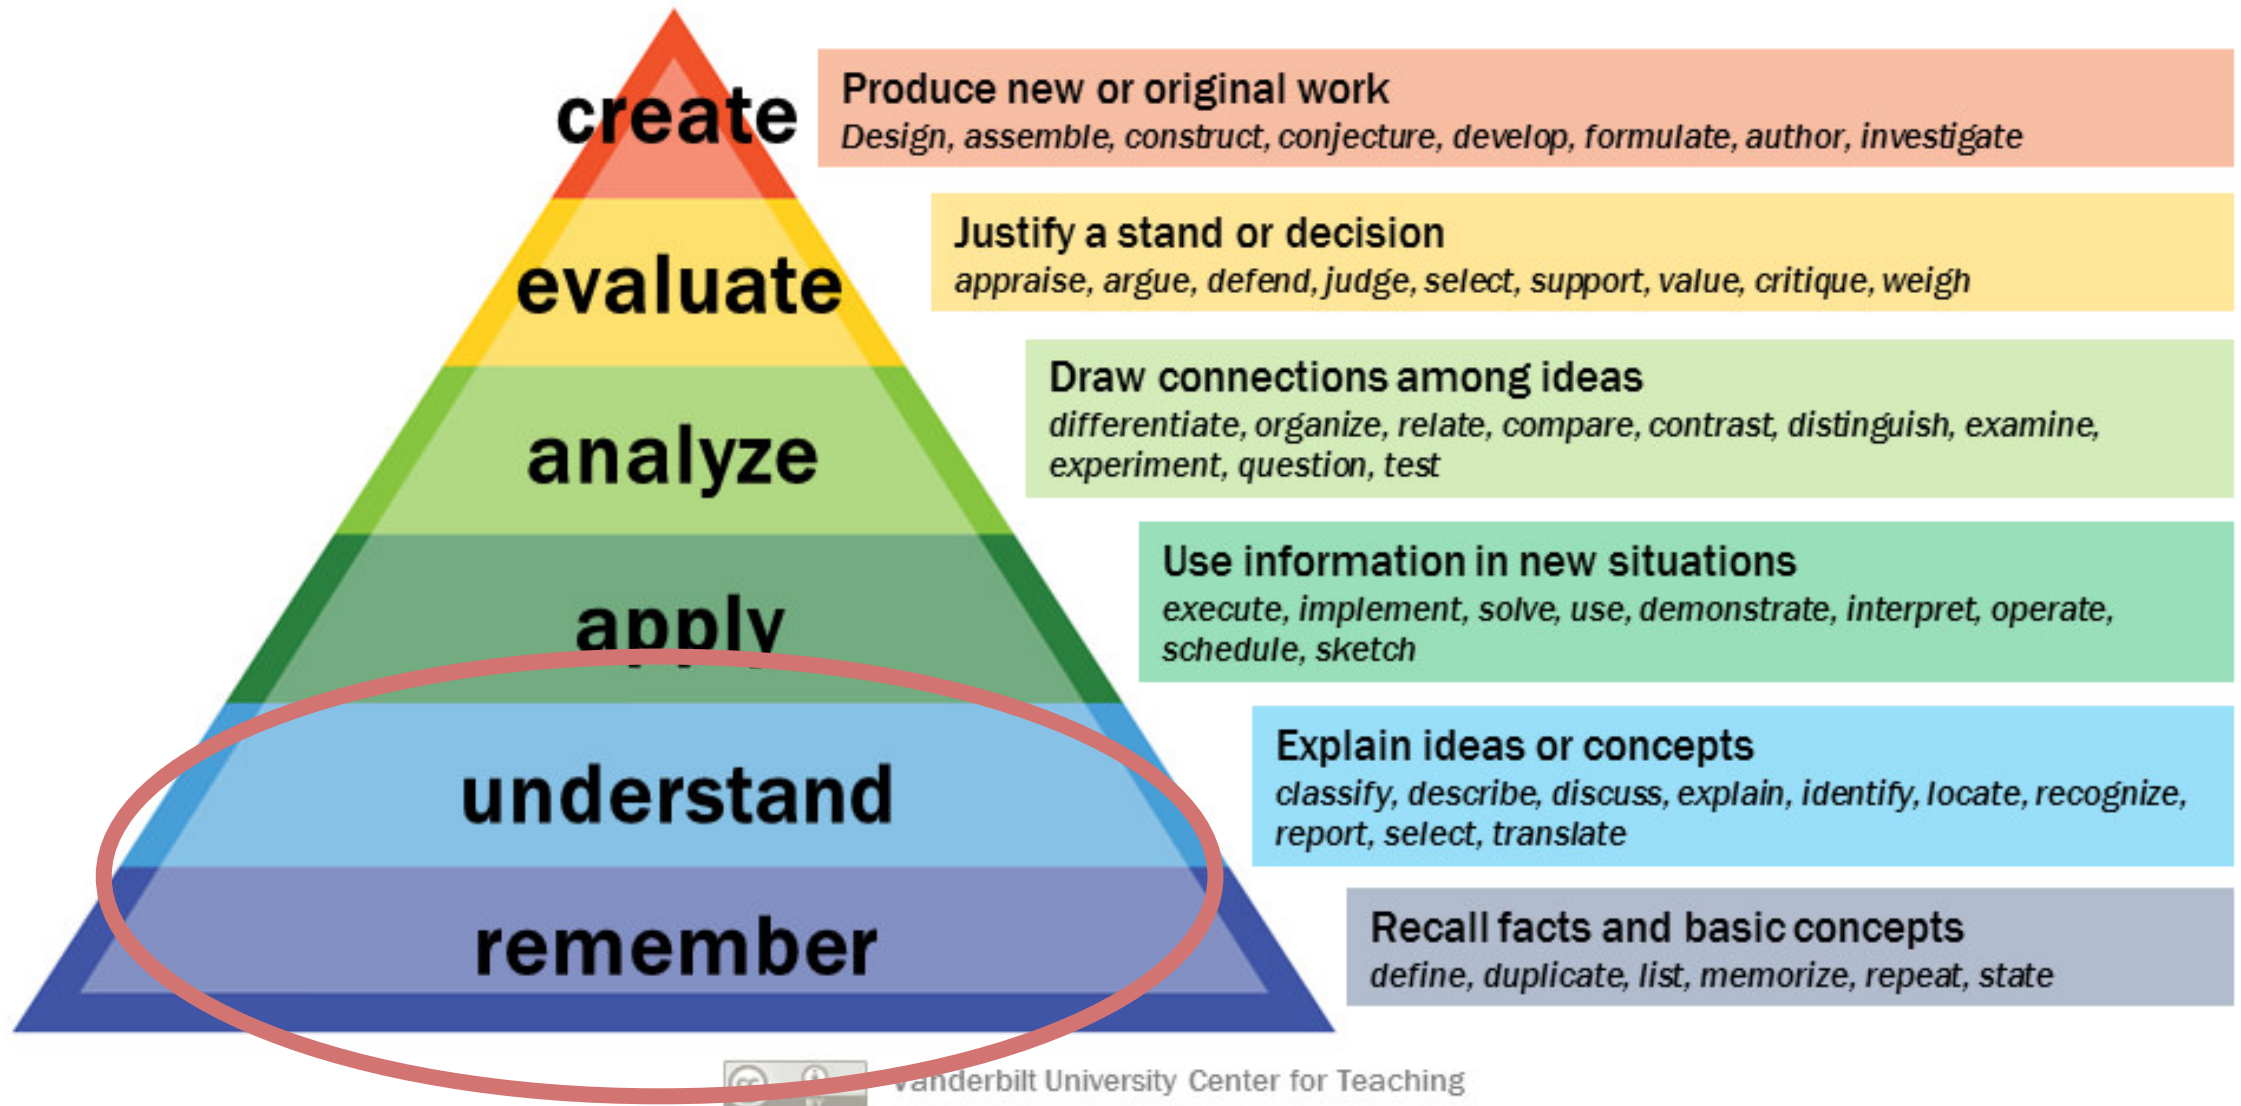 create
Produce new or original work
Design, assemble, construct, conjecture, develop, formulate, author, investigate
evaluate
Justify a stand or decision
appraise, argue, defend, judge, select, support, value, critique, weigh
analyze
Draw connections among ideas
differentiate, organize, relate, compare, contrast, distinguish, examine,
experiment, question, test
apply
Use information in new situations
execute, implement, solve, use, demonstrate, interpret, operate,
schedule, sketch
understand
Explain ideas or concepts
classify, describe, discuss, explain, identify, locate, recognize,
report, select, translate
remember
Recall facts and basic concepts
define, duplicate, list, memorize, repeat, state
cc
Vanderbilt University Center for Teaching